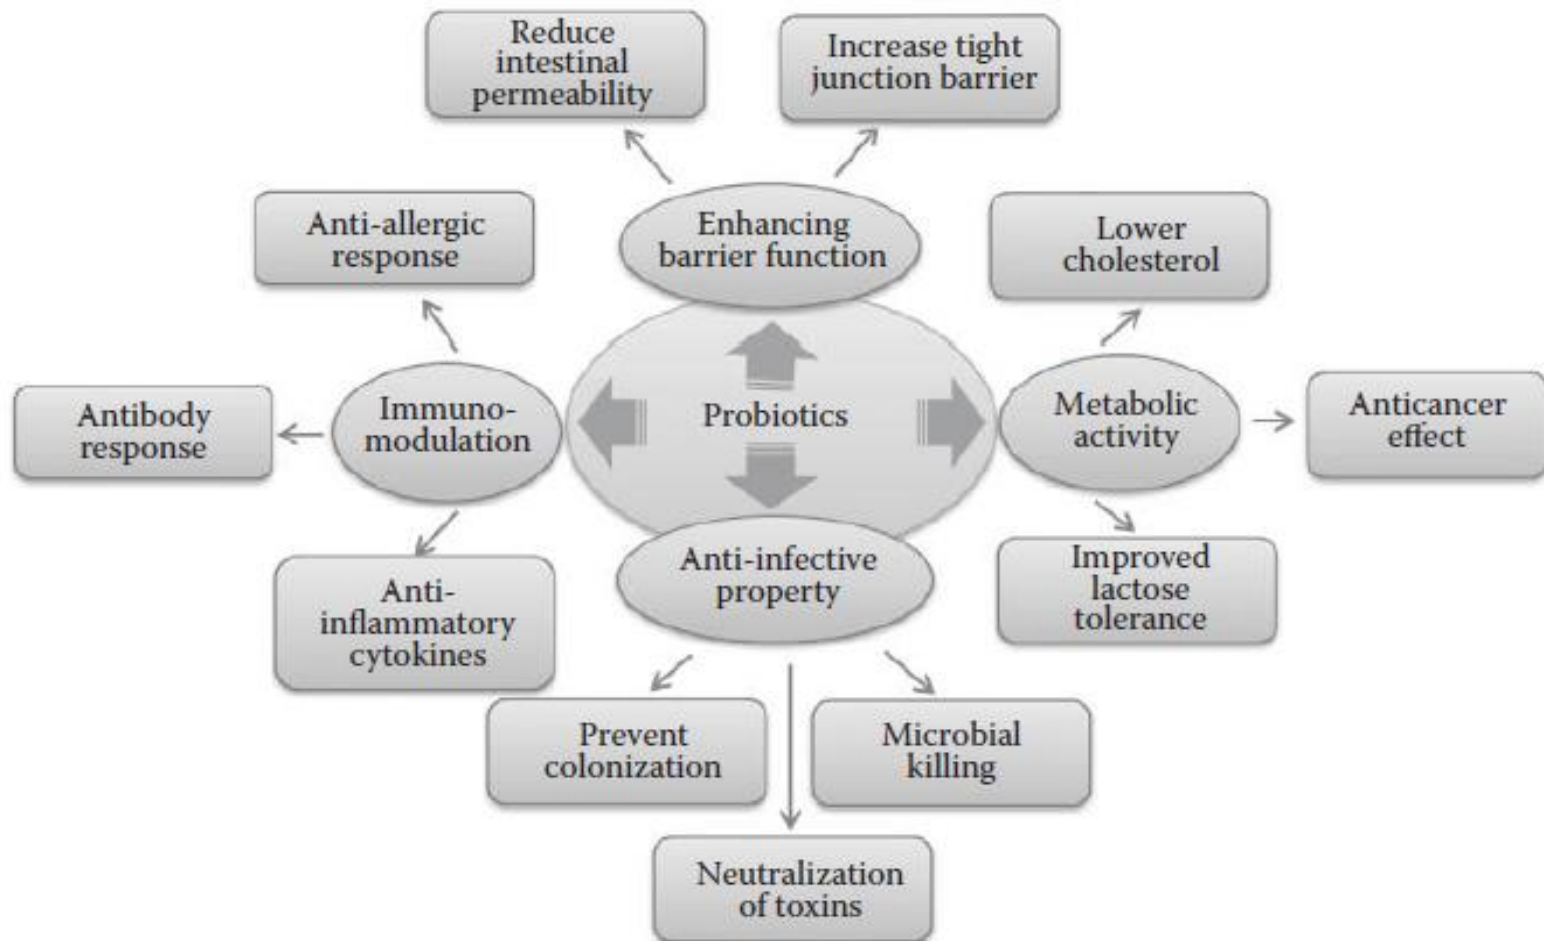 Reduce
intestinal
permeability
Increase tight
junction barrier
Anti-allergic
response
Enhancing
barrier function
Lower
cholesterol
Antibody
response
Immuno-
modulation
Probiotics
Metabolic
activity
Anticancer
effect
Anti-
inflammatory
cytokines
Anti-infective
property
Improved
lactose
tolerance
Prevent
colonization
Microbial
killing
Neutralization
of toxins